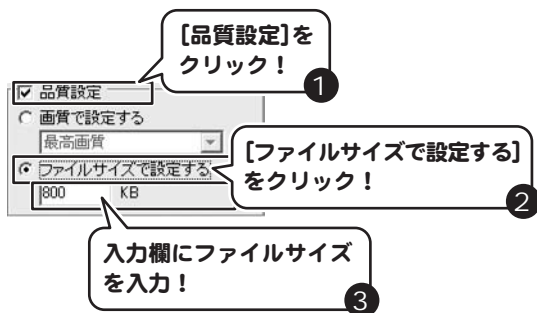 [品質設定]を
クリック！
1
品質設定
画質で設定する
最高画質
ファイルサイズで設定する
[ファイルサイズで設定する]
をクリック！
2
800 KB
入力欄にファイルサイズ
を入力！
3